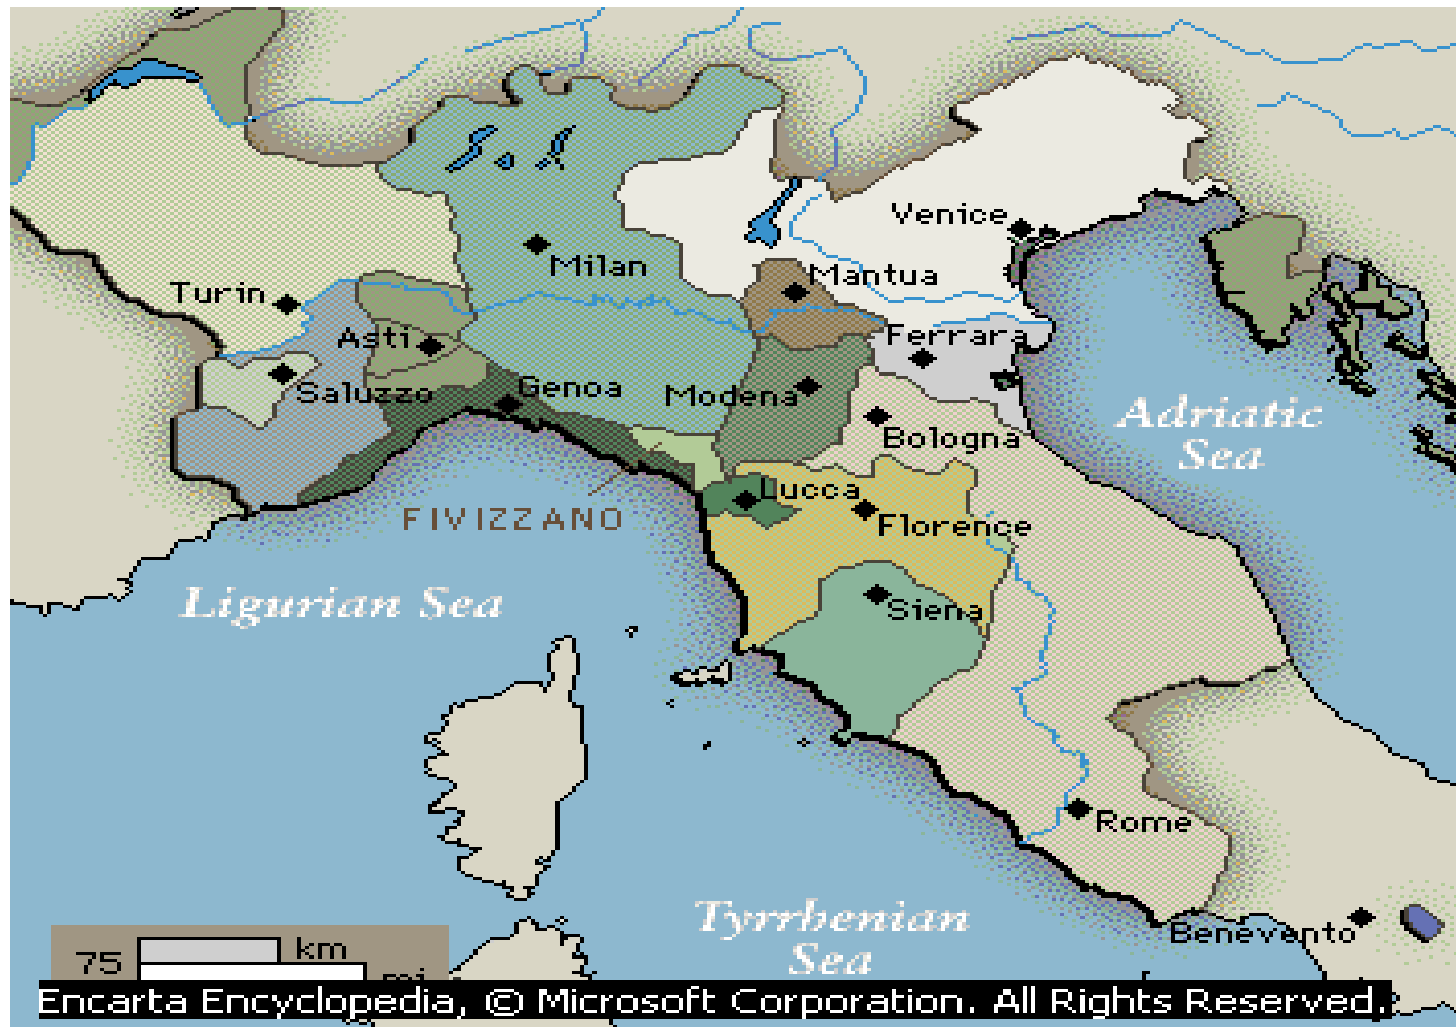 Venice
Milan
Mantua
Turin
Asti
Ferrara
Saluzzo
Genoa
Modena
Adriatic
Sea
Bologna
Lucca
FIVIZZANO
Florence
Ligurian Sea
Siena
Rome
Tyrrhenian
Sea
Benevento
75
km
mi
Encarta Encyclopedia, © Microsoft Corporation. All Rights Reserved.